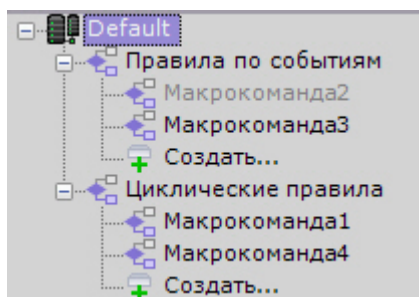 Default
Правила по событиям
Макрокоманда2
Макрокоманда3
Создать...
Циклические правила
Макрокоманда1
Макрокоманда4
Создать...